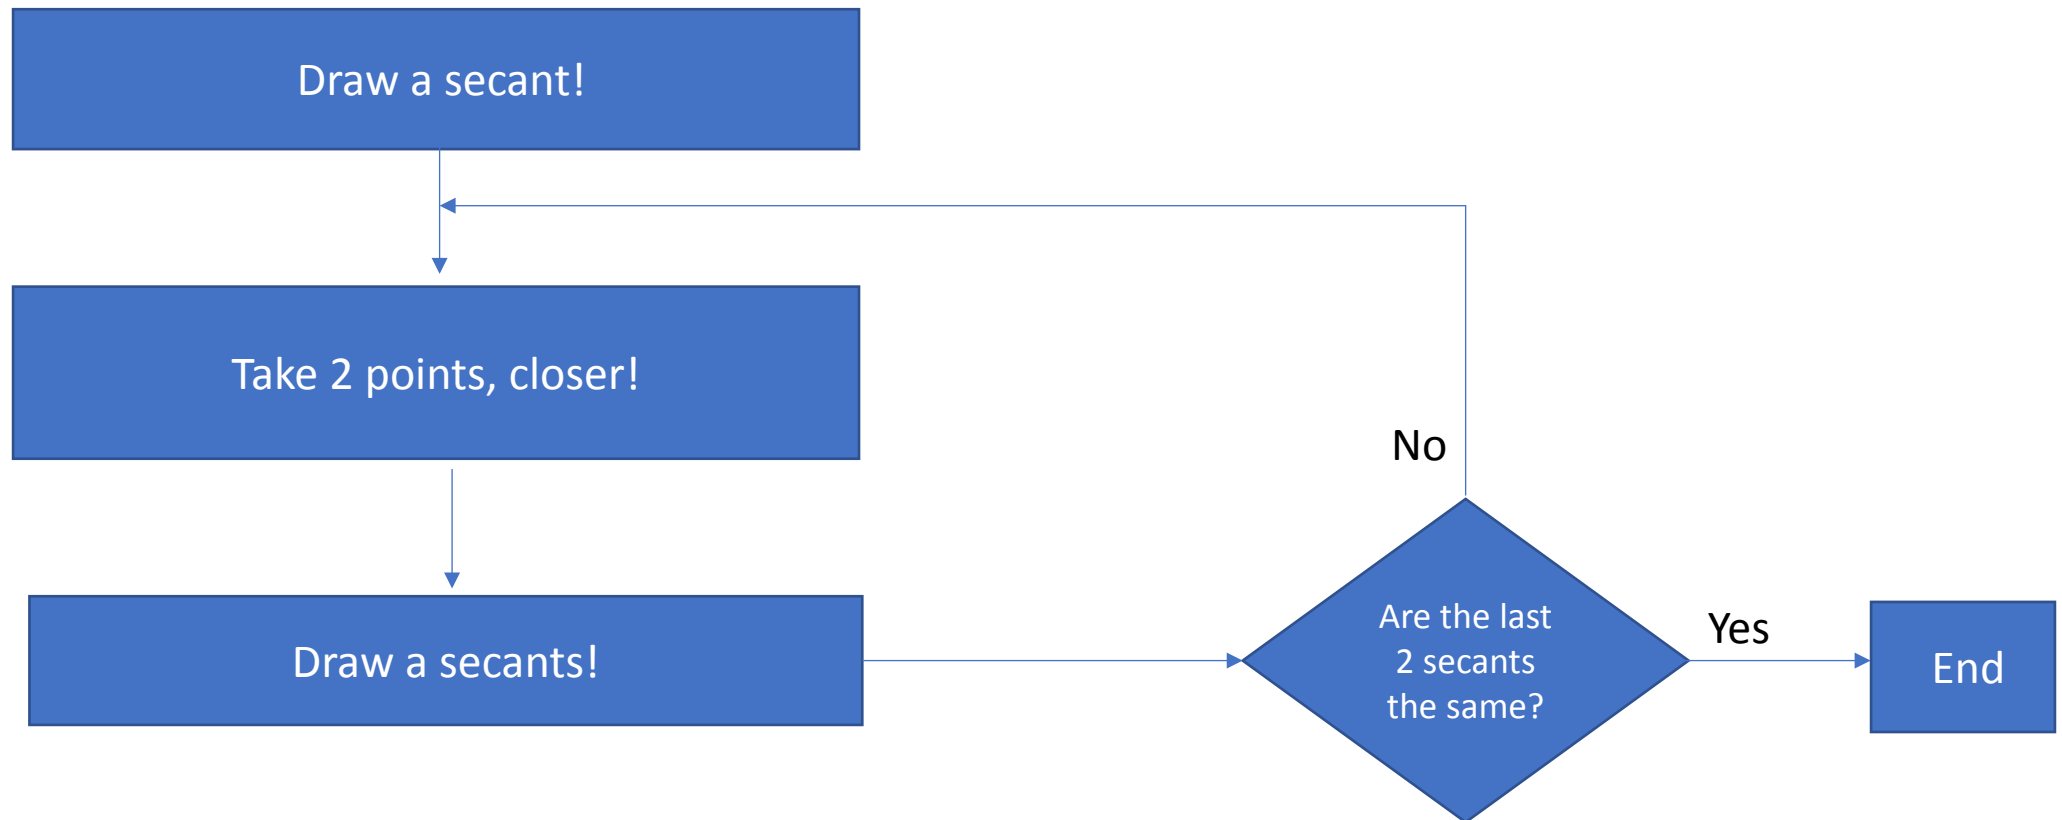 Draw a secant!
Take 2 points, closer!
No
Draw a secants!
Are the last
2 secants
the same?
Yes
End